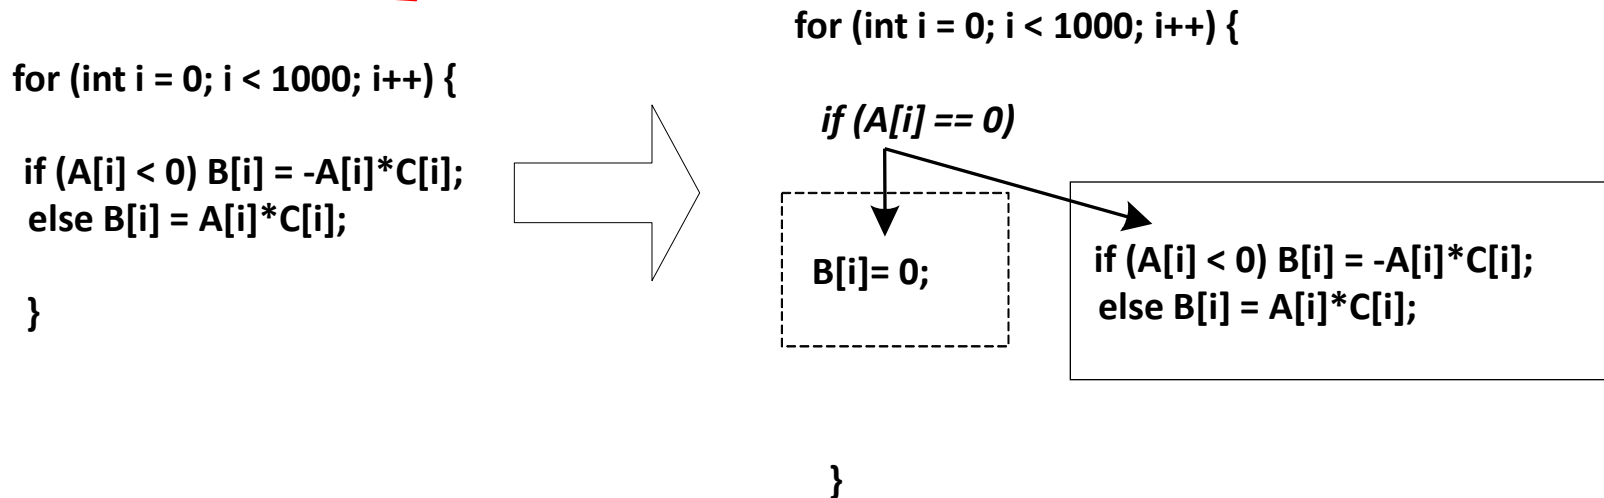 for (int i = 0; i < 1000; i++) {
if (A[i] < 0) B[i] = -A[i]*C[i];
else B[i] = A[i]*C[i];
}
for (int i = 0; i < 1000; i++) {
if (A[i] == 0)
B[i]= 0;
if (A[i] < 0) B[i] = -A[i]*C[i];
else B[i] = A[i]*C[i];
}